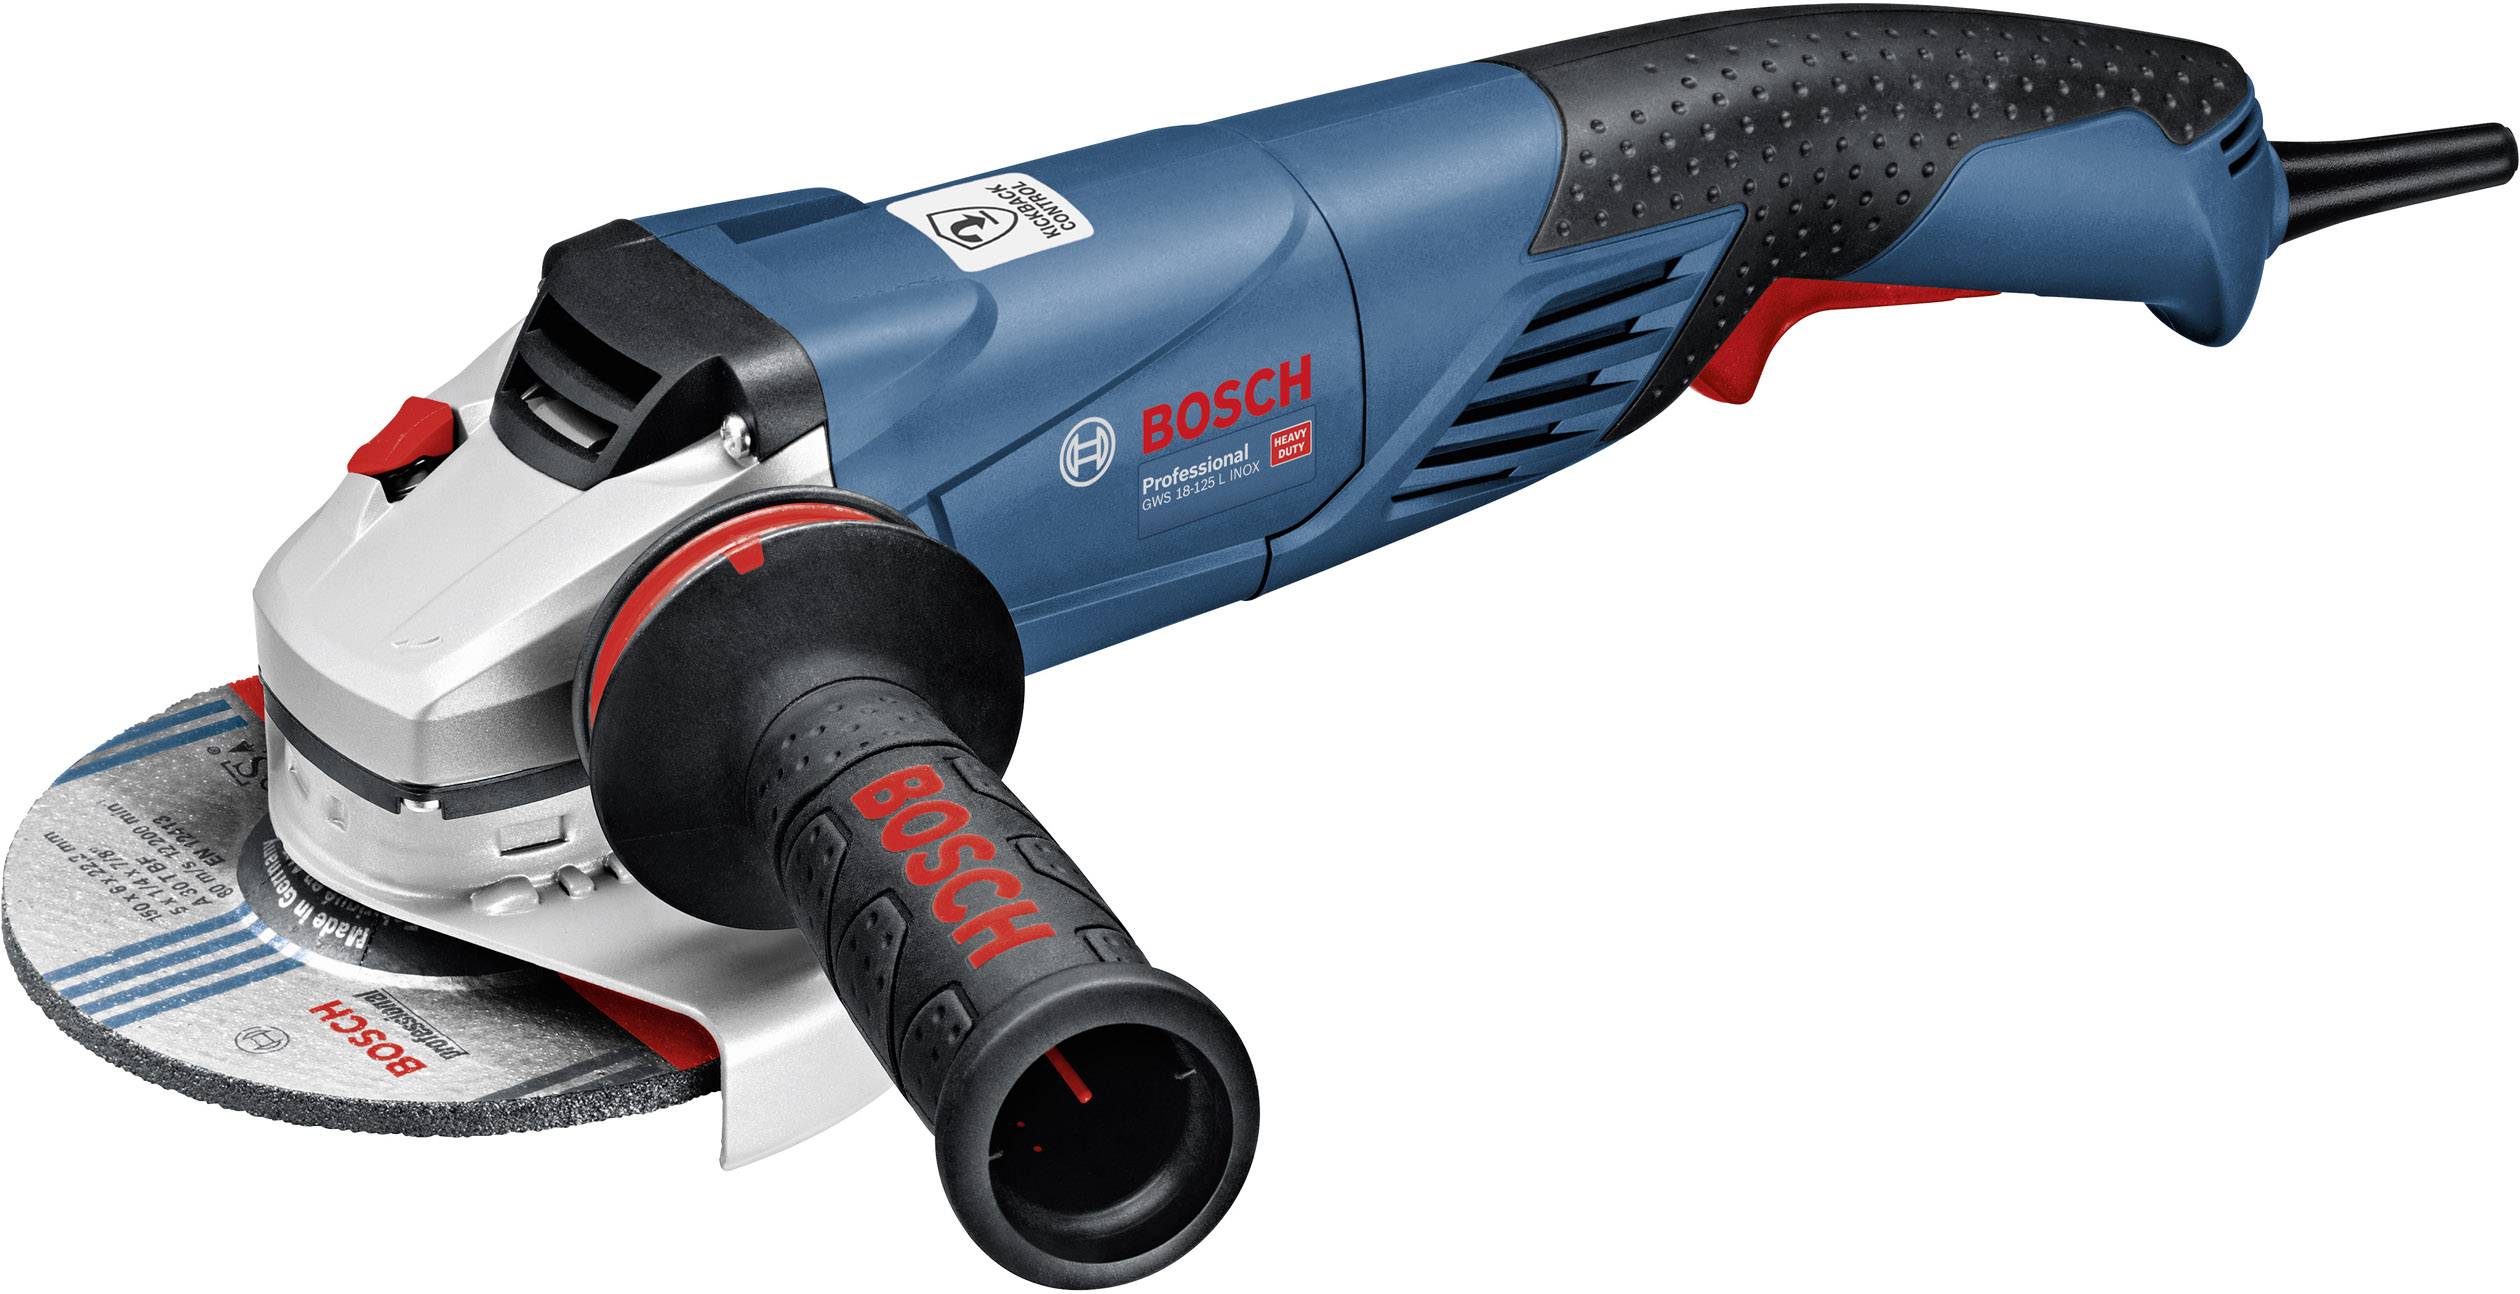 KICKBACK
CONTROL
BOSCH
Professional
GWS 18-125 L INOX
HEAVY
DUTY
BOSCH
150 x 6 x 22,2 mm
5 x 1/4 x 7/8"
A 30 T BF
80 m/s 12200 min⁻¹
EN 12413
Made in Germany
BOSCH
professional